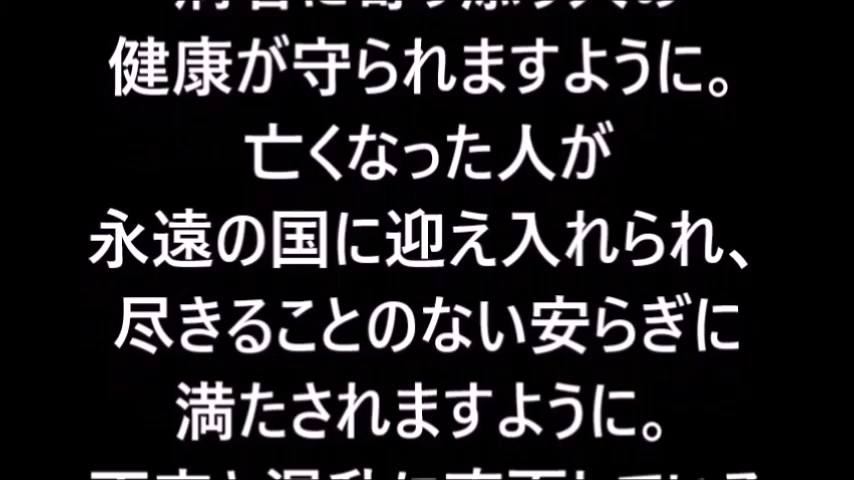 健康が守られますように。
亡くなった人が
永遠の国に迎え入れられ、
尽きることのない安らぎに
満たされますように。